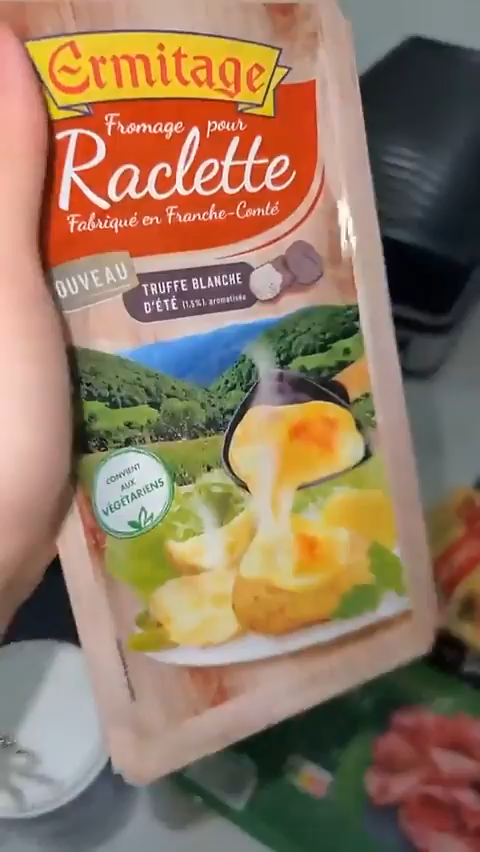 Ermitage
Fromage pour
Raclette
Fabriqué en Franche-Comté
OUVEAU
TRUFFE BLANCHE
D'ÉTÉ (1,5%), aromatisée
CONVIENT
AUX
VÉGÉTARIENS